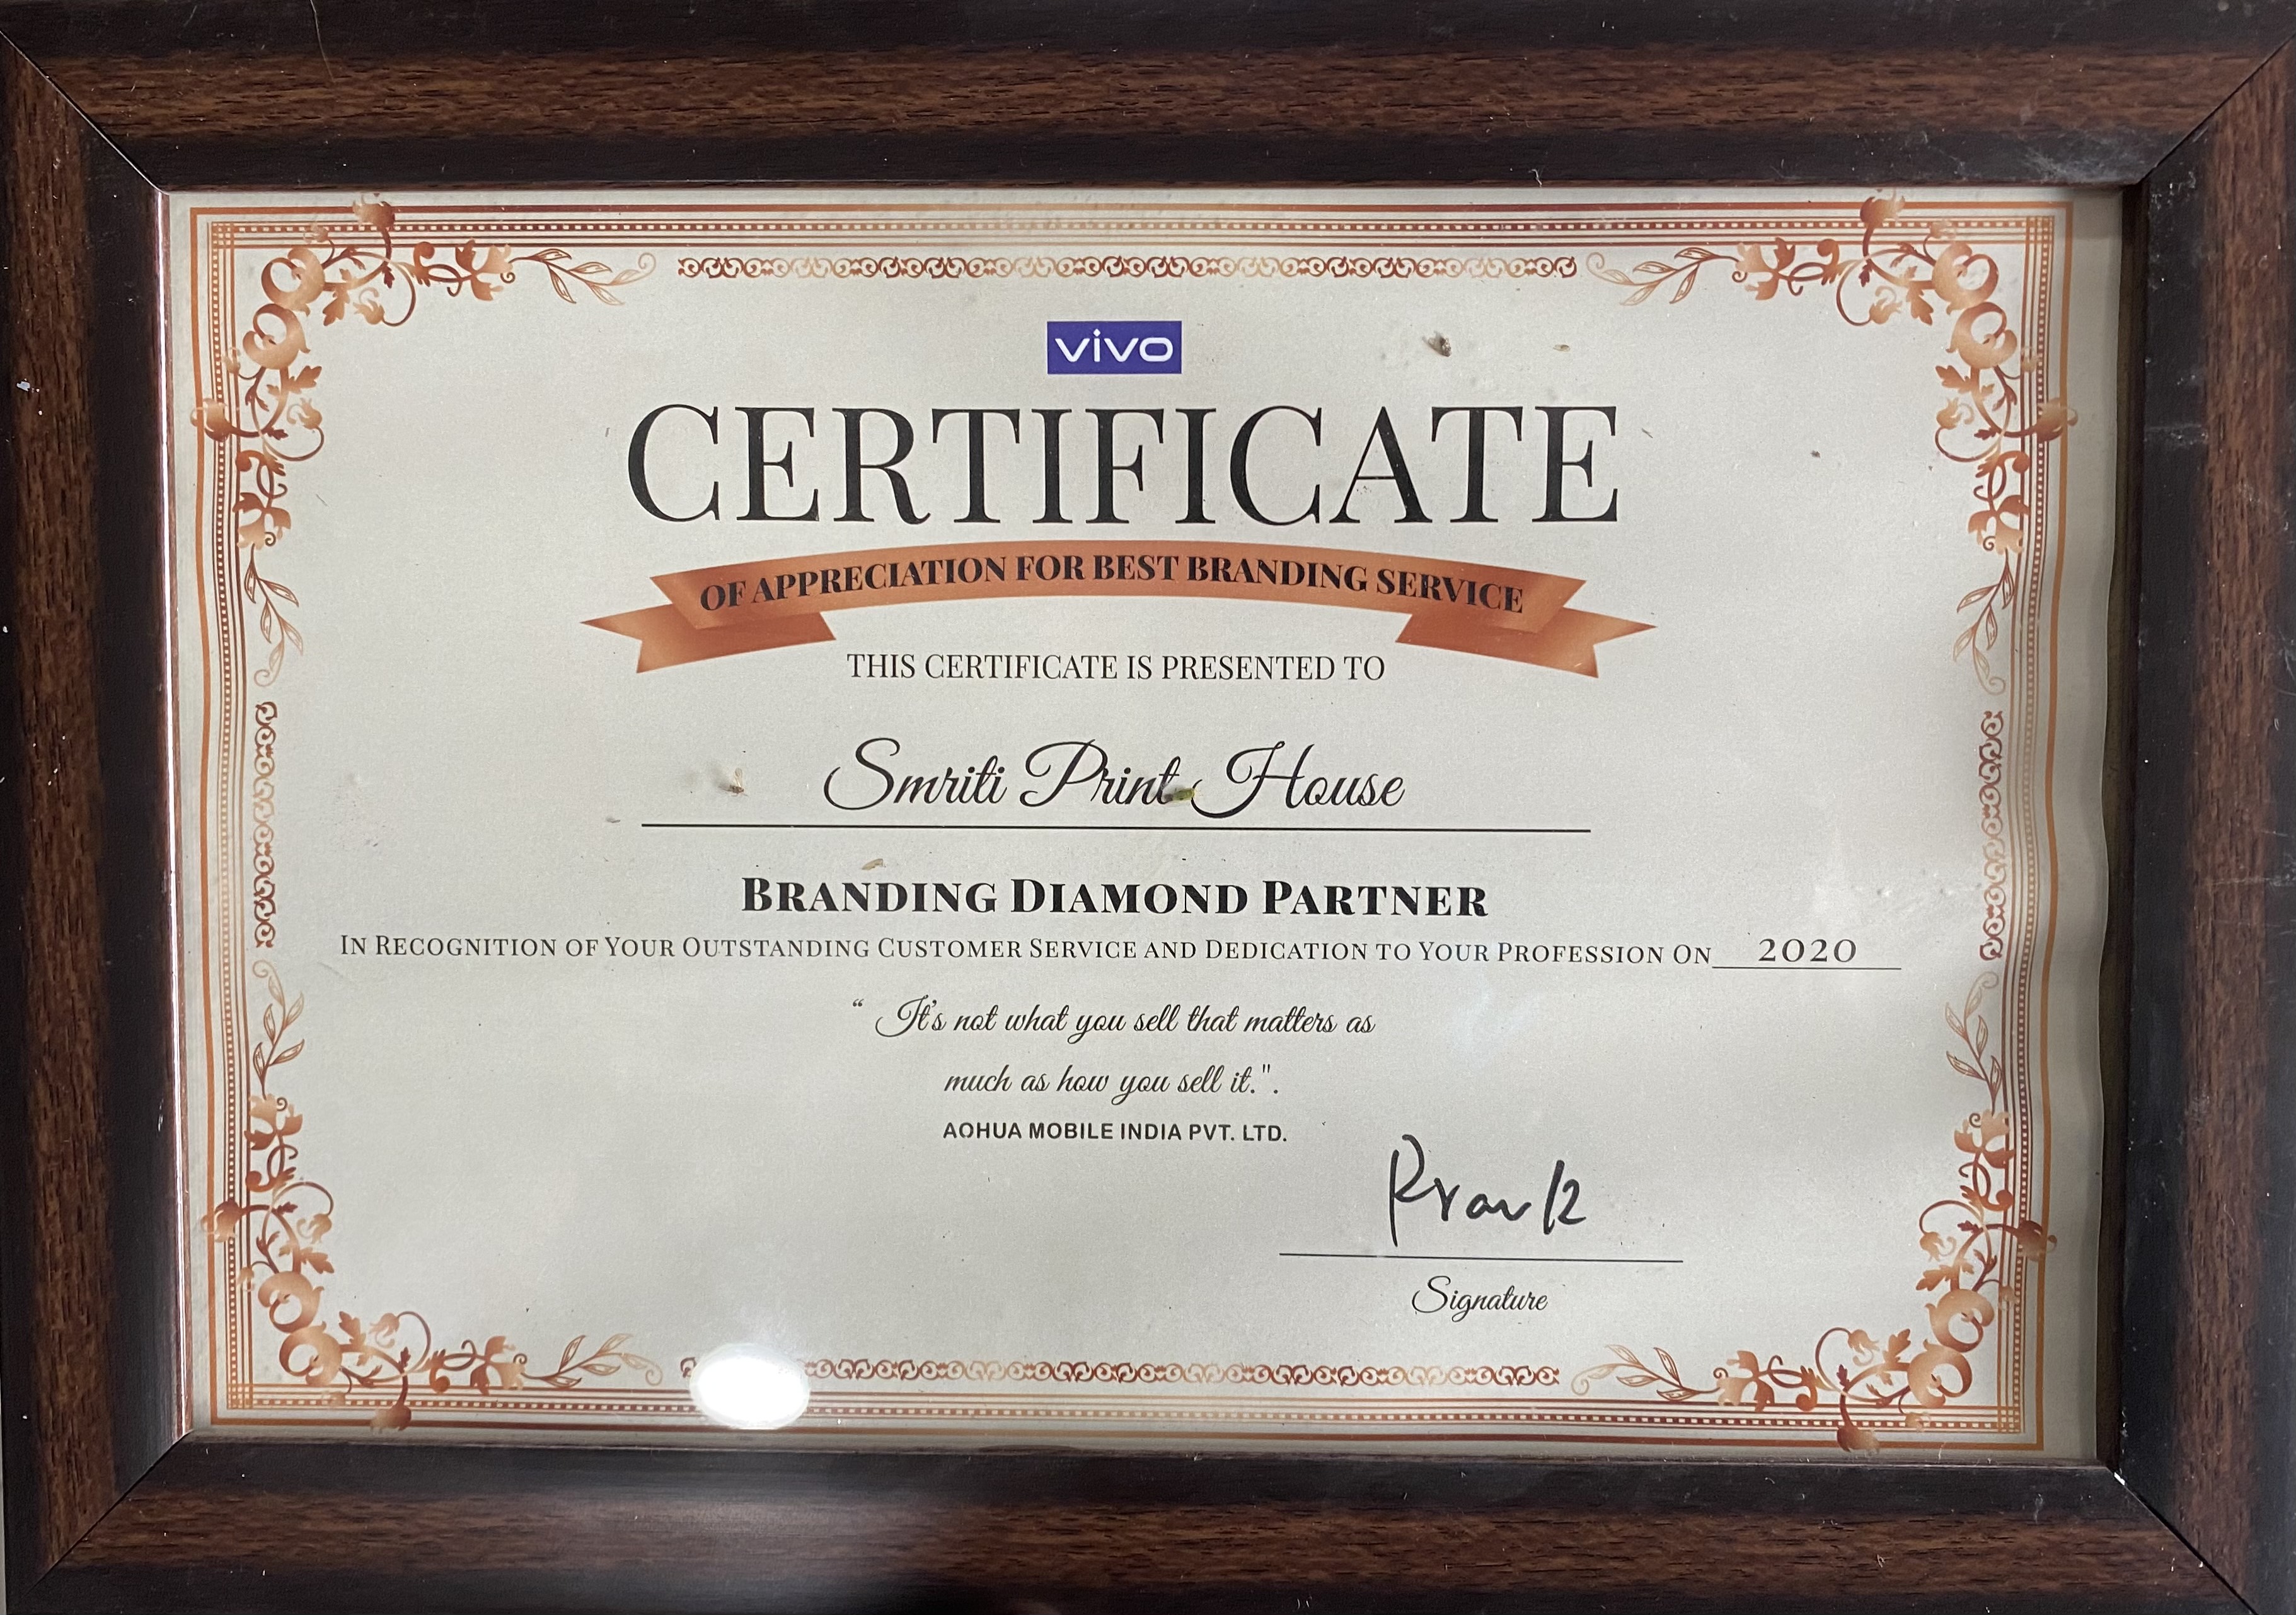 vivo
CERTIFICATE
OF APPRECIATION FOR BEST BRANDING SERVICE
THIS CERTIFICATE IS PRESENTED TO
Smriti Print House
BRANDING DIAMOND PARTNER
IN RECOGNITION OF YOUR OUTSTANDING CUSTOMER SERVICE AND DEDICATION TO YOUR PROFESSION ON 2020
“ It's not what you sell that matters as
much as how you sell it.".
AOHUA MOBILE INDIA PVT. LTD.
Signature